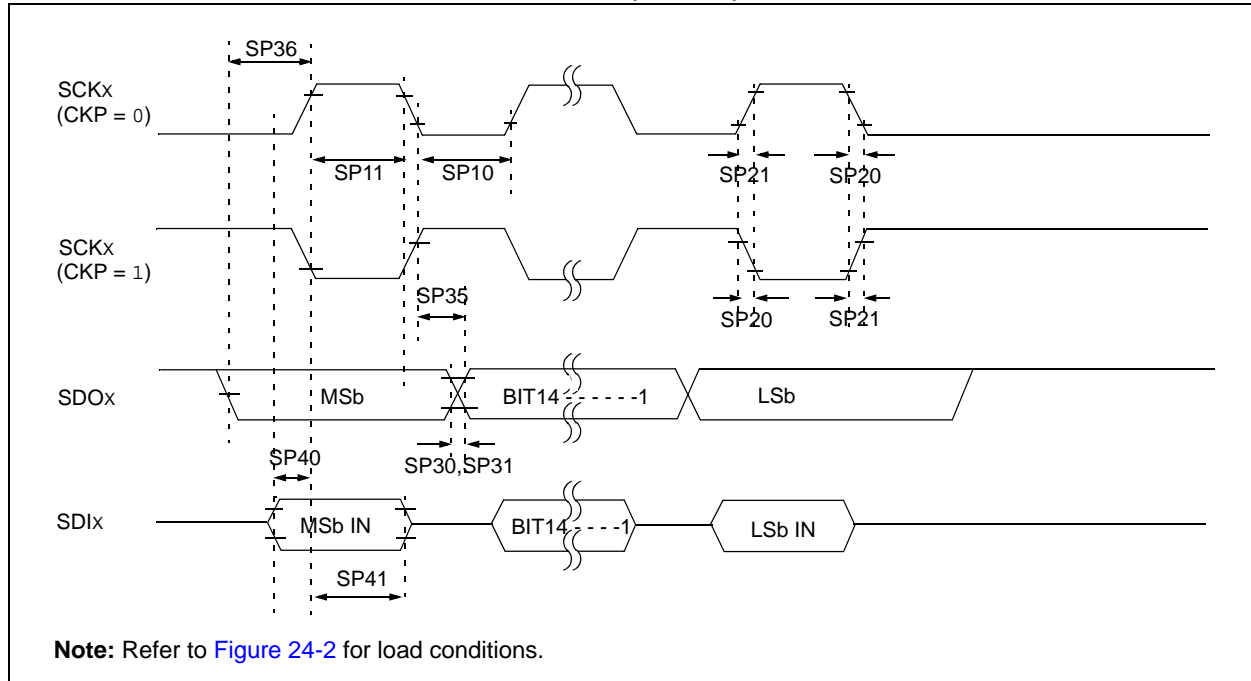 SP36
SCKx
(CKP = 0)
SP11
SP10
SP21
SP20
SCKx
(CKP = 1)
SP35
SP20
SP21
SDOx
MSb
BIT14 - - - - - -1
LSb
SP40
SP30,SP31
SDIx
MSb IN
BIT14 - - - -1
LSb IN
SP41
Note: Refer to Figure 24-2 for load conditions.